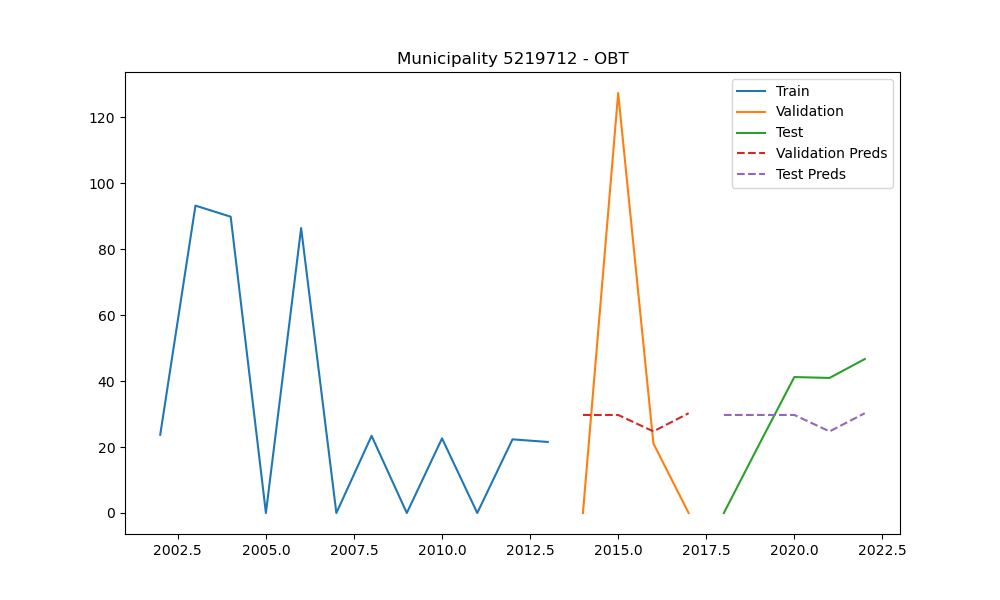 Municipality 5219712 - OBT
Train
Validation
Test
Validation Preds
Test Preds
120
100
80
60
40
20
0
2002.5 2005.0 2007.5 2010.0 2012.5 2015.0 2017.5 2020.0 2022.5